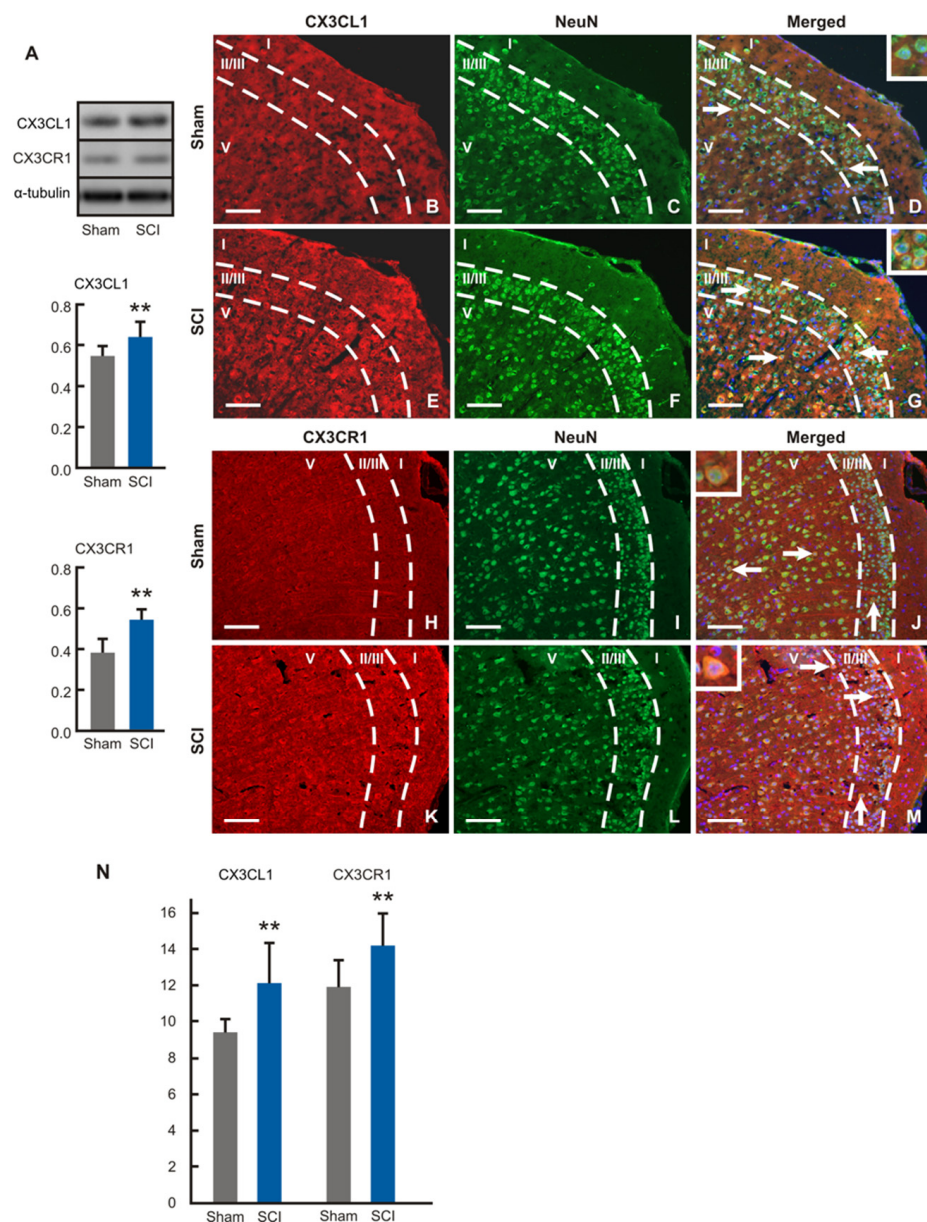 A
CX3CL1
CX3CR1
α-tubulin
Sham SCI
CX3CL1
**
0.8
0.6
0.4
0.2
0.0
Sham SCI
CX3CR1
**
0.8
0.6
0.4
0.2
0.0
Sham SCI
CX3CL1 NeuN Merged
Sham
I
II/III
V
B
I
II/III
V
C
I
II/III
V
D
SCI
I
II/III
V
E
I
II/III
V
F
I
II/III
V
G
CX3CR1 NeuN Merged
Sham
V II/III I
H
V II/III I
I
V II/III I
J
SCI
V II/III I
K
V II/III I
L
V II/III I
M
N
CX3CL1 CX3CR1
** **
16
14
12
10
8
6
4
2
0
Sham SCI Sham SCI